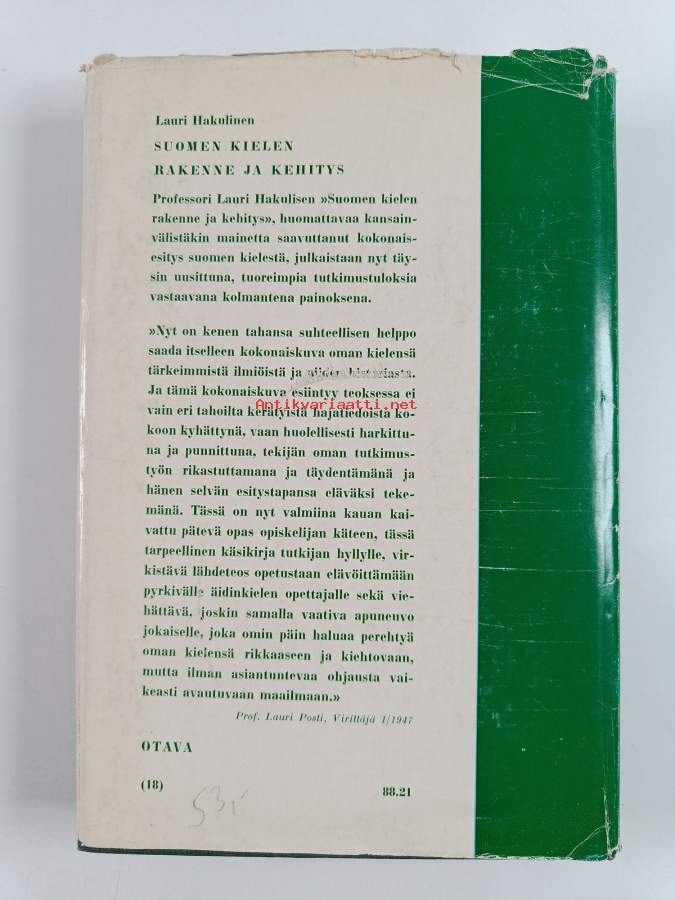 Lauri Hakulinen
SUOMEN KIELEN
RAKENNE JA KEHITYS
Professori Lauri Hakulisen »Suomen kielen
rakenne ja kehitys», huomattavaa kansain-
välistäkin mainetta saavuttanut kokonais-
esitys suomen kielestä, julkaistaan nyt täy-
sin uusittuna, tuoreimpia tutkimustuloksia
vastaavana kolmantena painoksena.
»Nyt on kenen tahansa suhteellisen helppo
saada itselleen kokonaiskuva oman kielensä
tärkeimmistä ilmiöistä ja niiden historiasta.
Ja tämä kokonaiskuva esiintyy teoksessa ei
Antikvariaatti.net
vain eri tahoilta kerätyistä hajatiedoista ko-
koon kyhättynä, vaan huolellisesti harkittu-
na ja punnittuna, tekijän oman tutkimus-
työn rikastuttamana ja täydentämänä ja
hänen selvän esitystapansa eläväksi teke-
mänä. Tässä on nyt valmiina kauan kai-
vattu pätevä opas opiskelijan käteen, tässä
tarpeellinen käsikirja tutkijan hyllylle, vir-
kistävä lähdeteos opetustaan elävöittämään
pyrkivälle äidinkielen opettajalle sekä vie-
hättävä, joskin samalla vaativa apuneuvo
jokaiselle, joka omin päin haluaa perehtyä
oman kielensä rikkaaseen ja kiehtovaan,
mutta ilman asiantuntevaa ohjausta vai-
keasti avautuvaan maailmaan.»
Prof. Lauri Posti, Virittäjä 1/1947
OTAVA
(18)
88.21